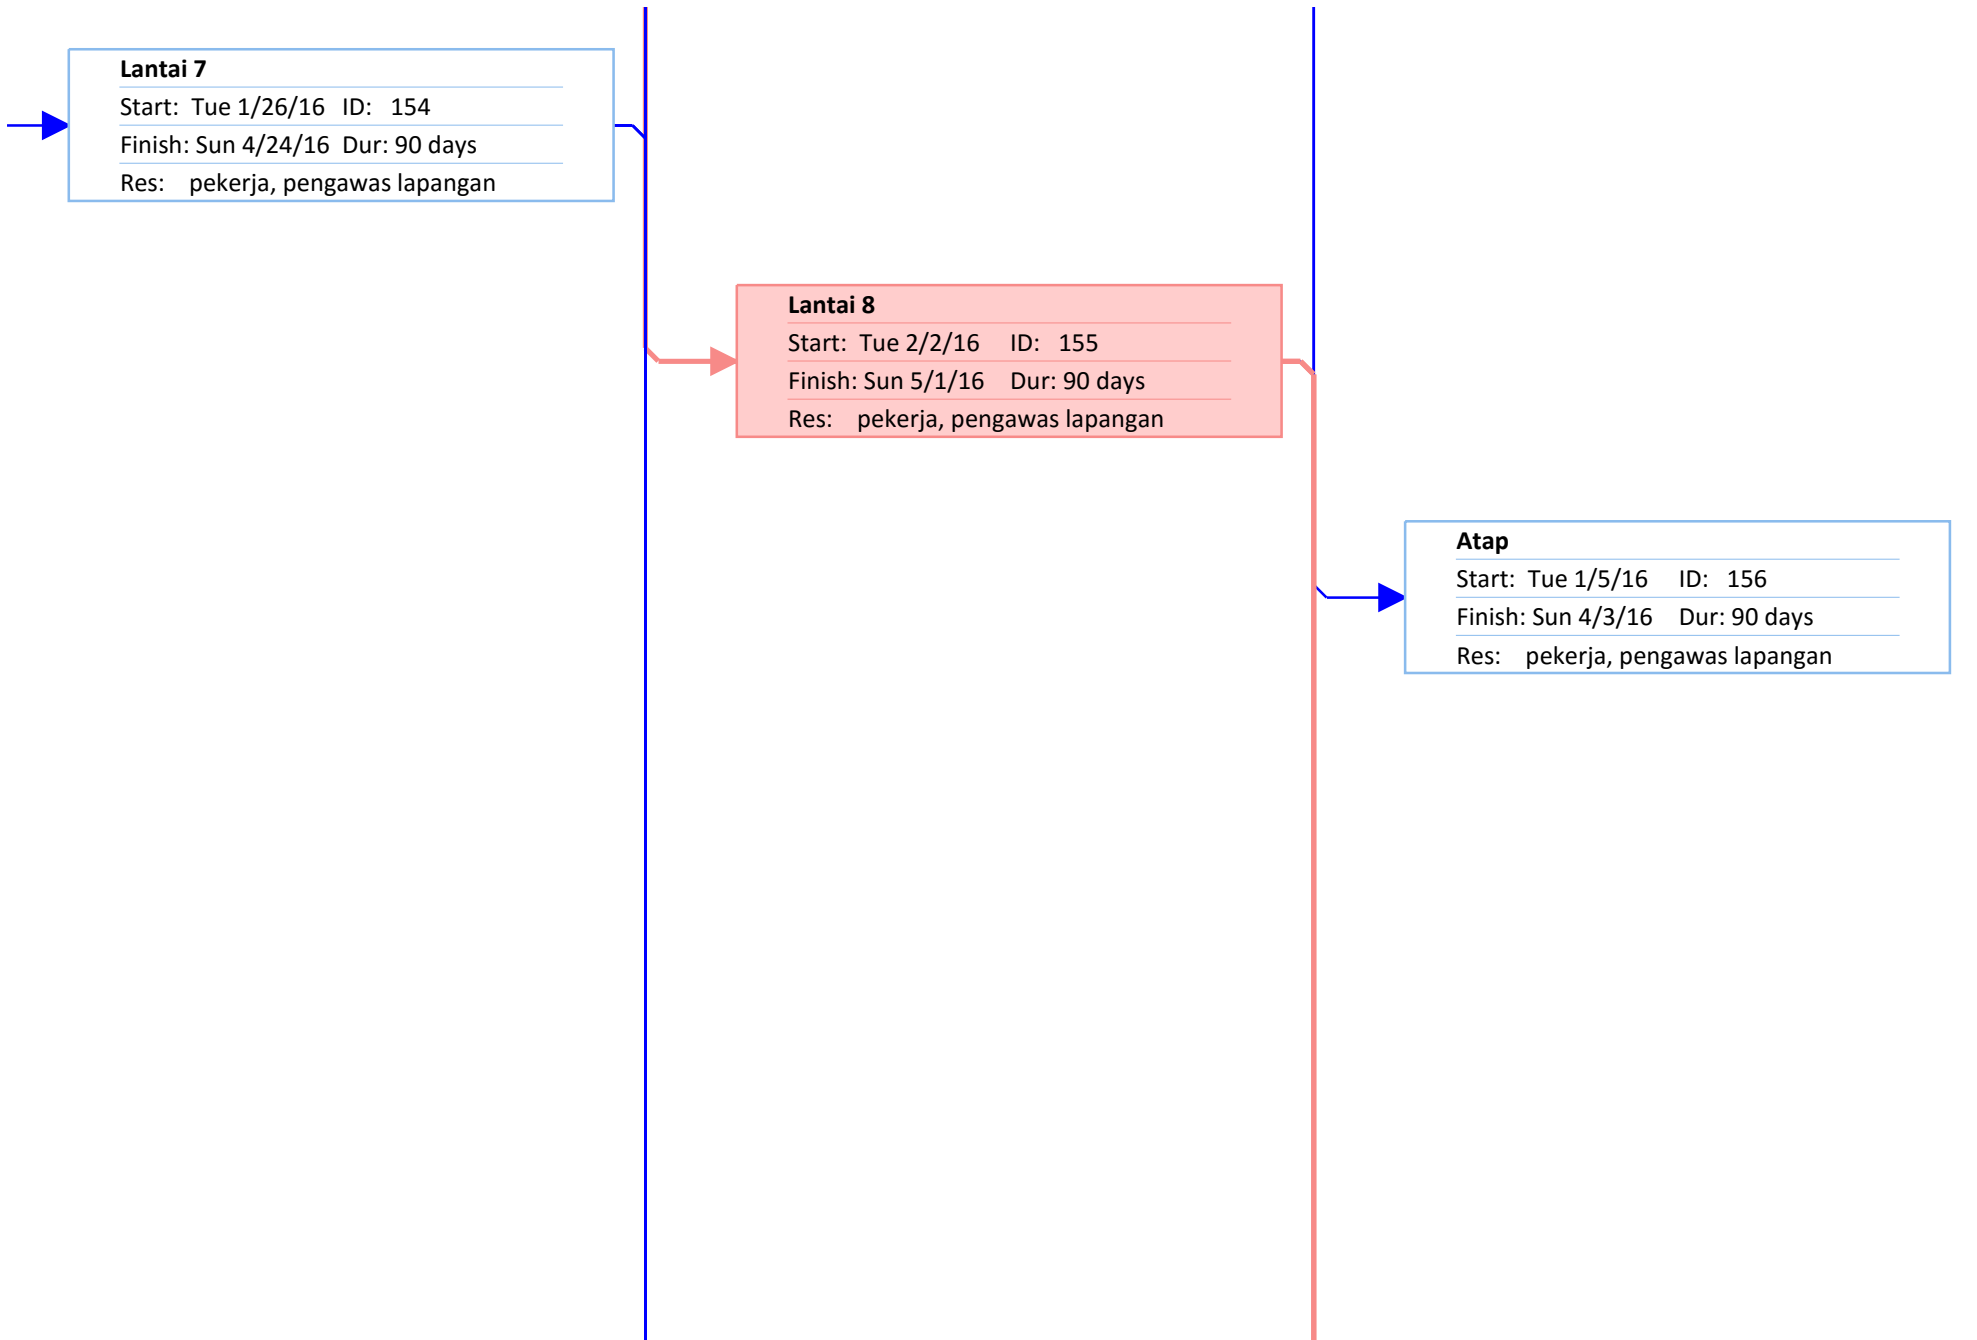 Lantai 7
Start: Tue 1/26/16 ID: 154
Finish: Sun 4/24/16 Dur: 90 days
Res: pekerja, pengawas lapangan
Lantai 8
Start: Tue 2/2/16 ID: 155
Finish: Sun 5/1/16 Dur: 90 days
Res: pekerja, pengawas lapangan
Atap
Start: Tue 1/5/16 ID: 156
Finish: Sun 4/3/16 Dur: 90 days
Res: pekerja, pengawas lapangan